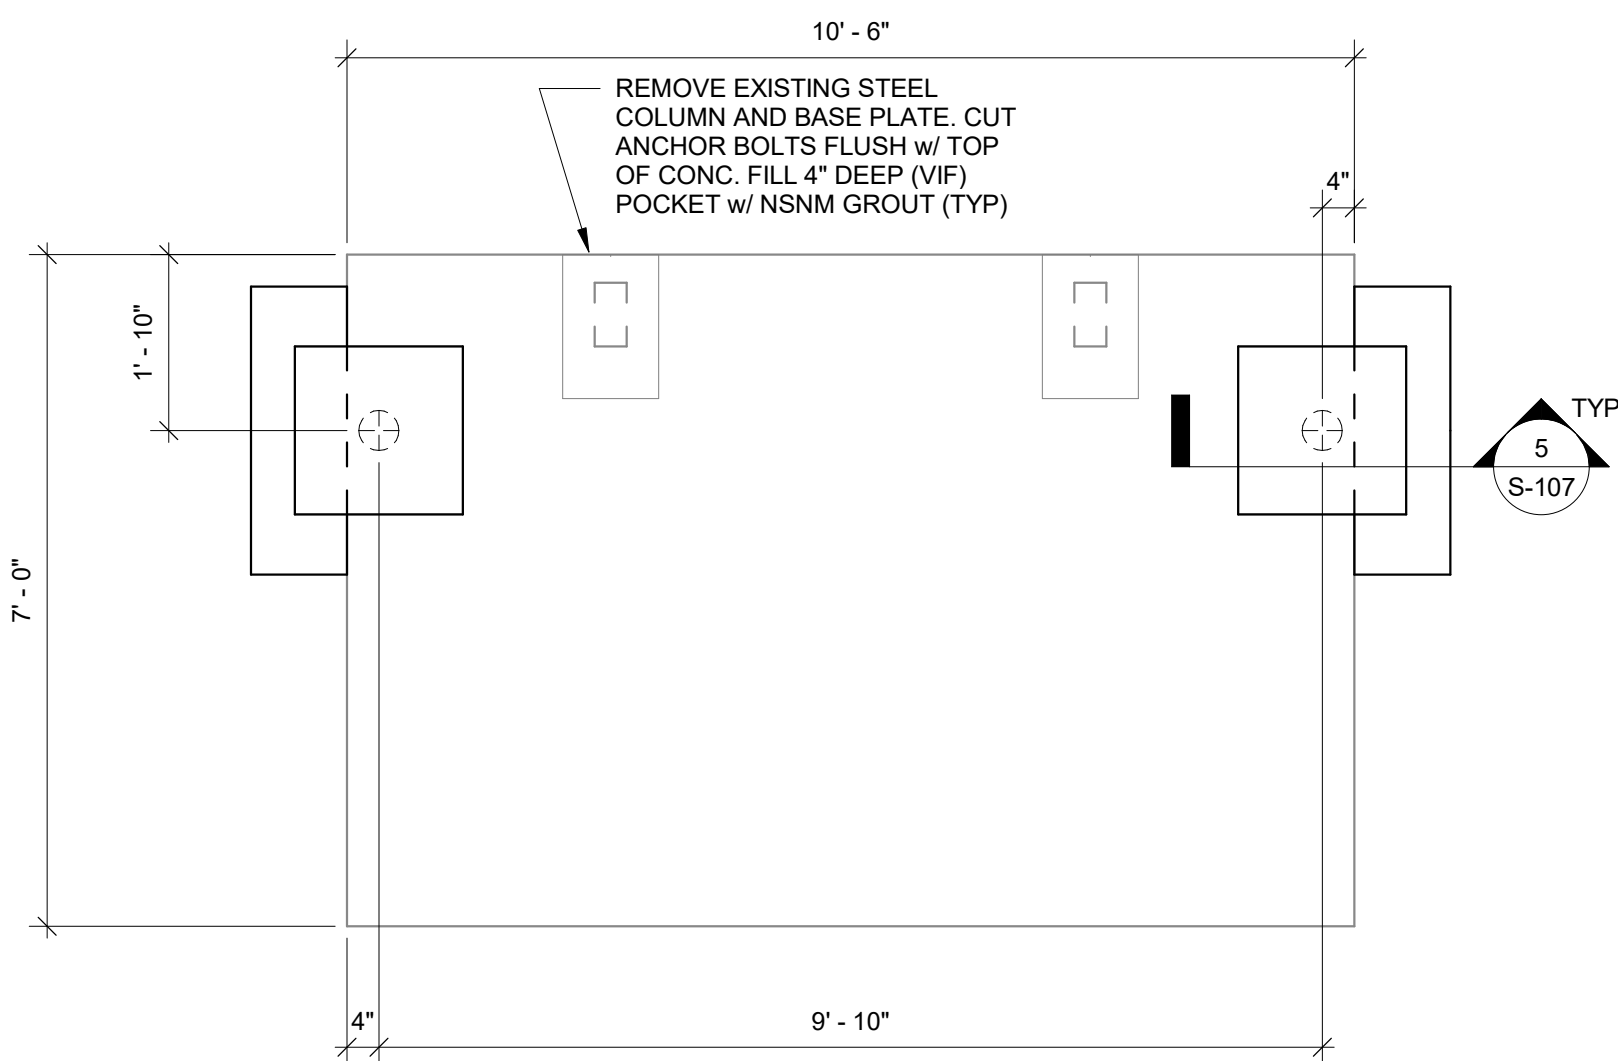 10' - 6"
REMOVE EXISTING STEEL
COLUMN AND BASE PLATE. CUT
ANCHOR BOLTS FLUSH w/ TOP
OF CONC. FILL 4" DEEP (VIF)
POCKET w/ NSNM GROUT (TYP)
4"
1' - 10"
TYP
5
S-107
7' - 0"
4"
9' - 10"